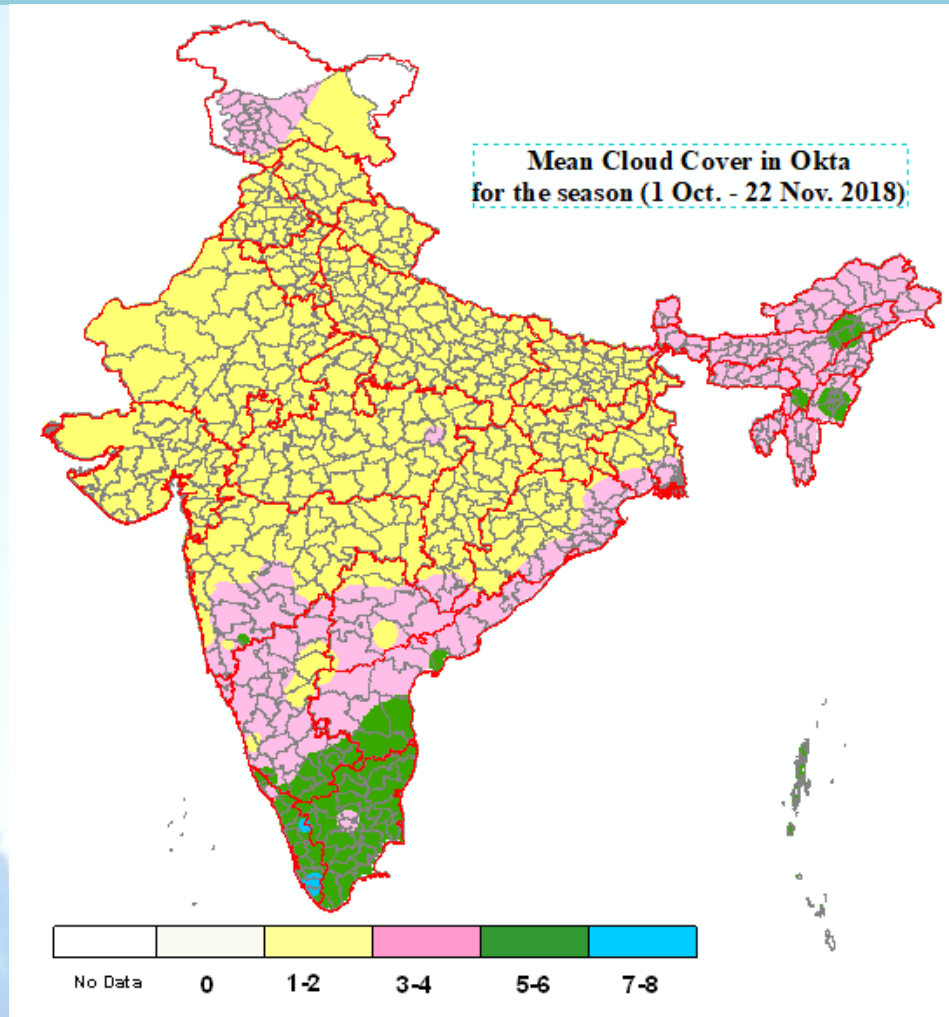 Mean Cloud Cover in Okta
for the season (1 Oct. - 22 Nov. 2018)
No Data 0 1-2 3-4 5-6 7-8